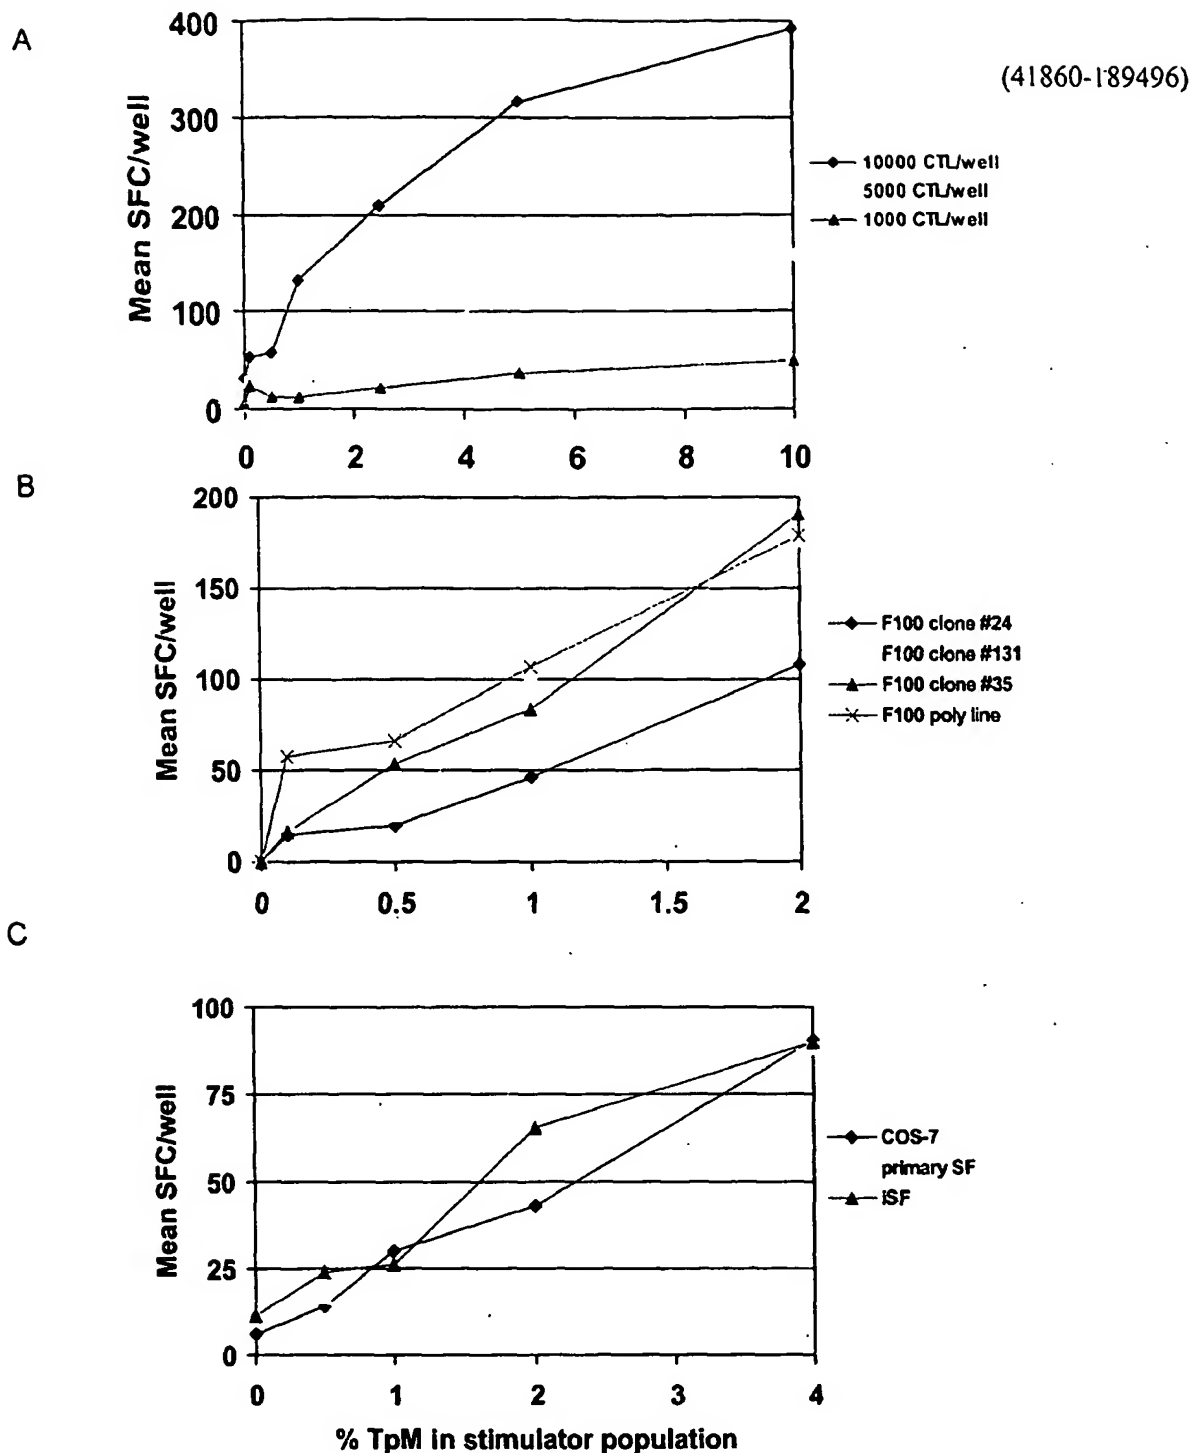 A
(41860-189496)
400
300
200
100
0
Mean SFC/well
0 2 4 6 8 10
10000 CTL/well
5000 CTL/well
1000 CTL/well
B
200
150
100
50
0
Mean SFC/well
0 0.5 1 1.5 2
F100 clone #24
F100 clone #131
F100 clone #35
F100 poly line
C
100
75
50
25
0
Mean SFC/well
0 1 2 3 4
COS-7
primary SF
iSF
% TpM in stimulator population